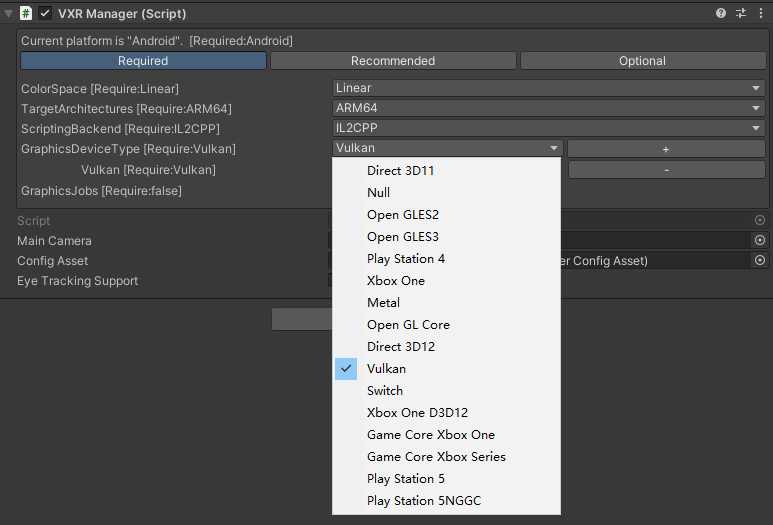 VXR Manager (Script)
Current platform is "Android". [Required:Android]
Required Recommended Optional
ColorSpace [Require:Linear] Linear
TargetArchitectures [Require:ARM64] ARM64
ScriptingBackend [Require:IL2CPP] IL2CPP
GraphicsDeviceType [Require:Vulkan] Vulkan +
Vulkan [Require:Vulkan] -
GraphicsJobs [Require:false]
Script
Main Camera
Config Asset er Config Asset)
Eye Tracking Support
Direct 3D11
Null
Open GLES2
Open GLES3
Play Station 4
Xbox One
Metal
Open GL Core
Direct 3D12
Vulkan
Switch
Xbox One D3D12
Game Core Xbox One
Game Core Xbox Series
Play Station 5
Play Station 5NGGC